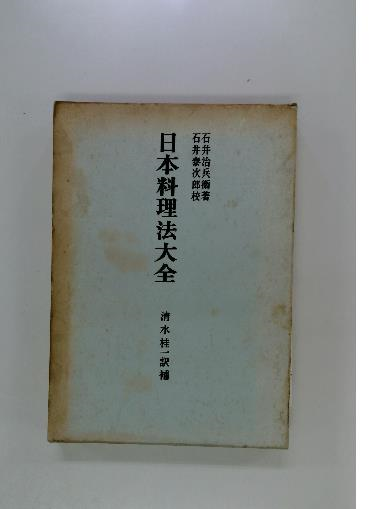 石井治兵衛著
石井泰次郎校
日本料理法大全
清水桂一訳補